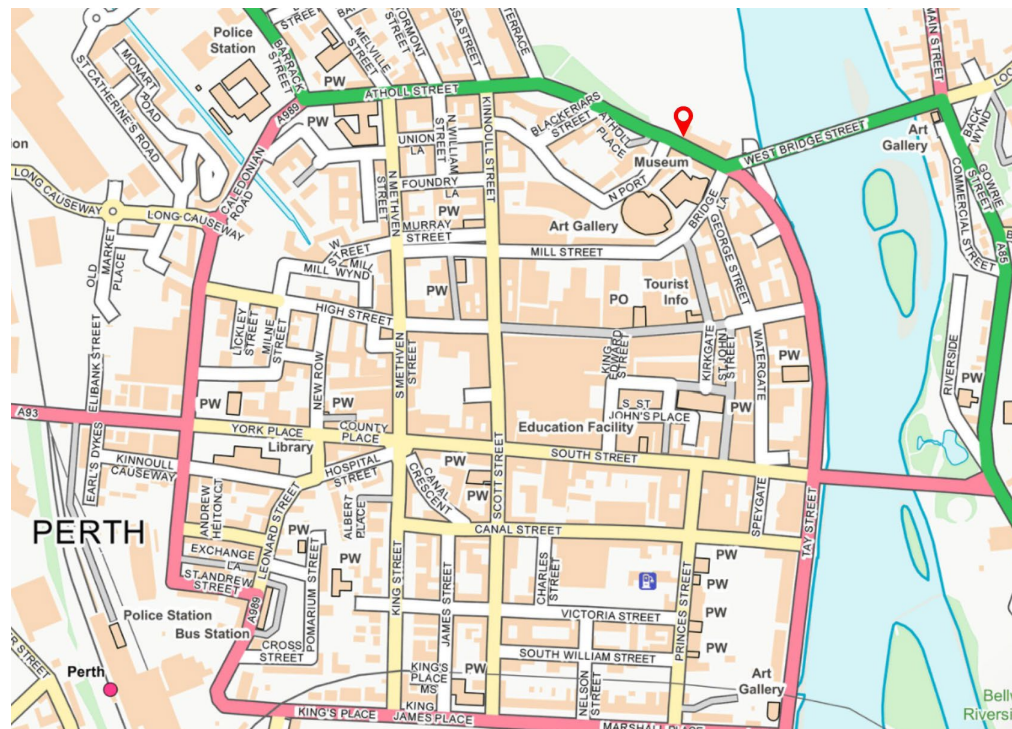 Police
Station
BARRACK
STREET
MELVILLE
STREET
STREET
TERRACE
MONART
ROAD
ST CATHERINE'S ROAD
PW
ATHOLL STREET
A989
PW
MAIN STREET
BLACKFRIARS
STREET
ATHOLL
PLACE
WEST BRIDGE STREET
BACK
WYND
Art
Gallery
GOWRIE
STREET
COMMERCIAL STREET
A85
UNION
LA
N WILLIAM
STREET
KINNOULL STREET
N METHVEN
STREET
FOUNDRY
LA
PW
MURRAY
STREET
N PORT
Museum
Art Gallery
BRIDGE
LA
GEORGE STREET
LONG CAUSEWAY
LONG CAUSEWAY
CALEDONIAN
ROAD
OLD
MARKET
PLACE
W
STREET
MILL
MILL WYND
MILL STREET
PW
HIGH STREET
PO
Tourist
Info
LICKLEY
STREET
MILNE
STREET
NEW ROW
S METHVEN
STREET
KING
EDWARD
STREET
KIRKGATE
ST JOHN
STREET
WATERGATE
PW
RIVERSIDE
PW
ELIBANK STREET
A93
PW
PW
YORK PLACE
COUNTY
PLACE
S ST
JOHN'S PLACE
PW
Education Facility
Library
SOUTH STREET
EARL'S DYKES
KINNOULL
CAUSEWAY
HOSPITAL
STREET
CANAL
CRESCENT
PW
SCOTT STREET
ANDREW
HEITON CT
LEONARD STREET
ALBERT
PLACE
SPEYGATE
TAY STREET
PERTH
PW
CANAL STREET
EXCHANGE
LA
ST ANDREW
STREET
POMARIUM STREET
PW
KING STREET
CHARLES
STREET
PRINCES STREET
PW
PW
PW
PW
A989
Police Station
Bus Station
JAMES STREET
VICTORIA STREET
CROSS
STREET
SOUTH WILLIAM STREET
NELSON
STREET
Perth
KING'S
PLACE
MS
PW
Art
Gallery
KING'S PLACE
KING
JAMES PLACE
MARSHALL PLACE